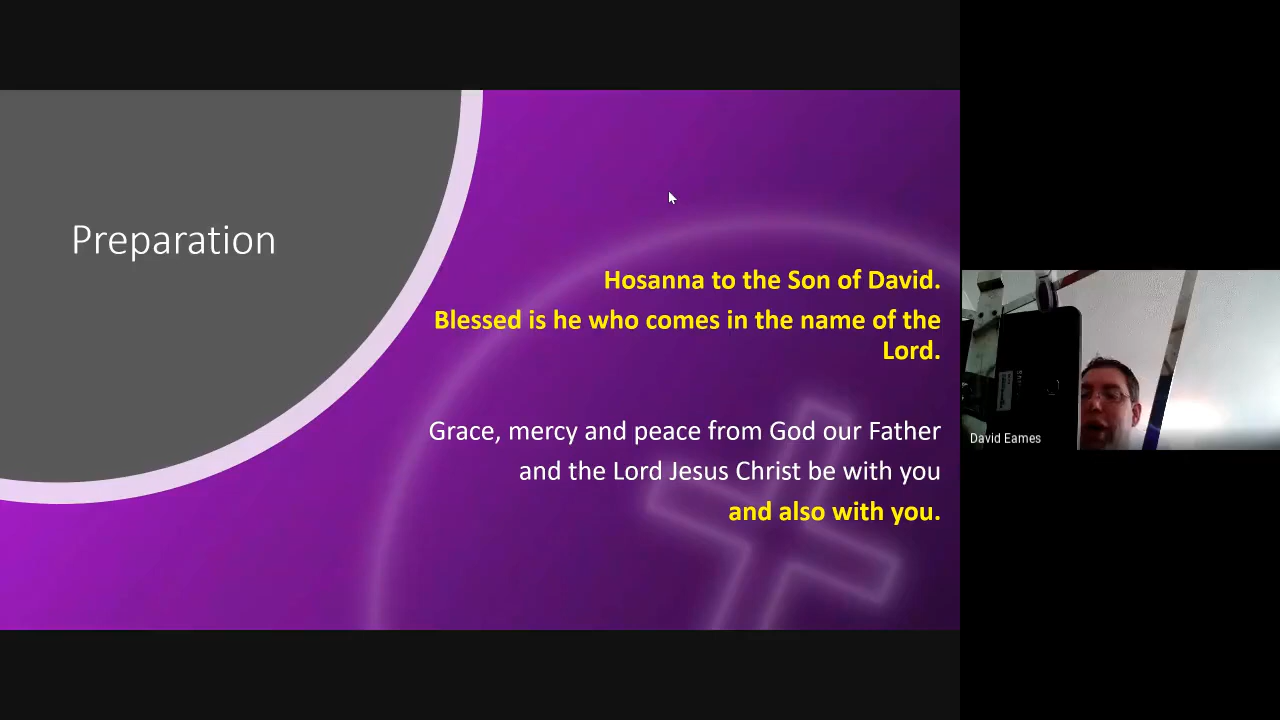 Preparation
Hosanna to the Son of David.
Blessed is he who comes in the name of the
Lord.
Grace, mercy and peace from God our Father
and the Lord Jesus Christ be with you
and also with you.
David Eames